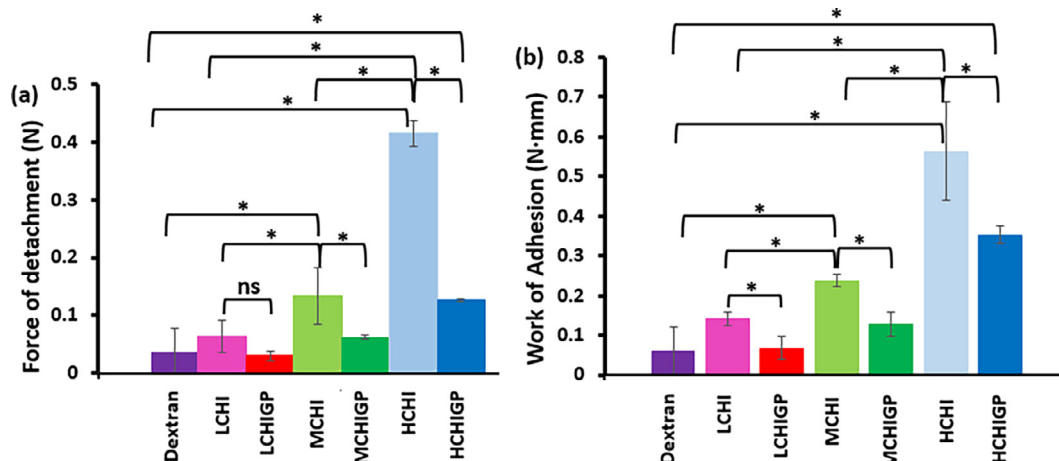 (a)
Force of detachment (N)
0.5
0.4
0.3
0.2
0.1
0
*
*
*
*
*
*
*
*
ns
Dextran
LCHI
LCHIGP
MCHI
MCHIGP
HCHI
HCHIGP
(b)
Work of Adhesion (N·mm)
0.8
0.7
0.6
0.5
0.4
0.3
0.2
0.1
0
*
*
*
*
*
*
*
*
*
Dextran
LCHI
LCHIGP
MCHI
MCHIGP
HCHI
HCHIGP